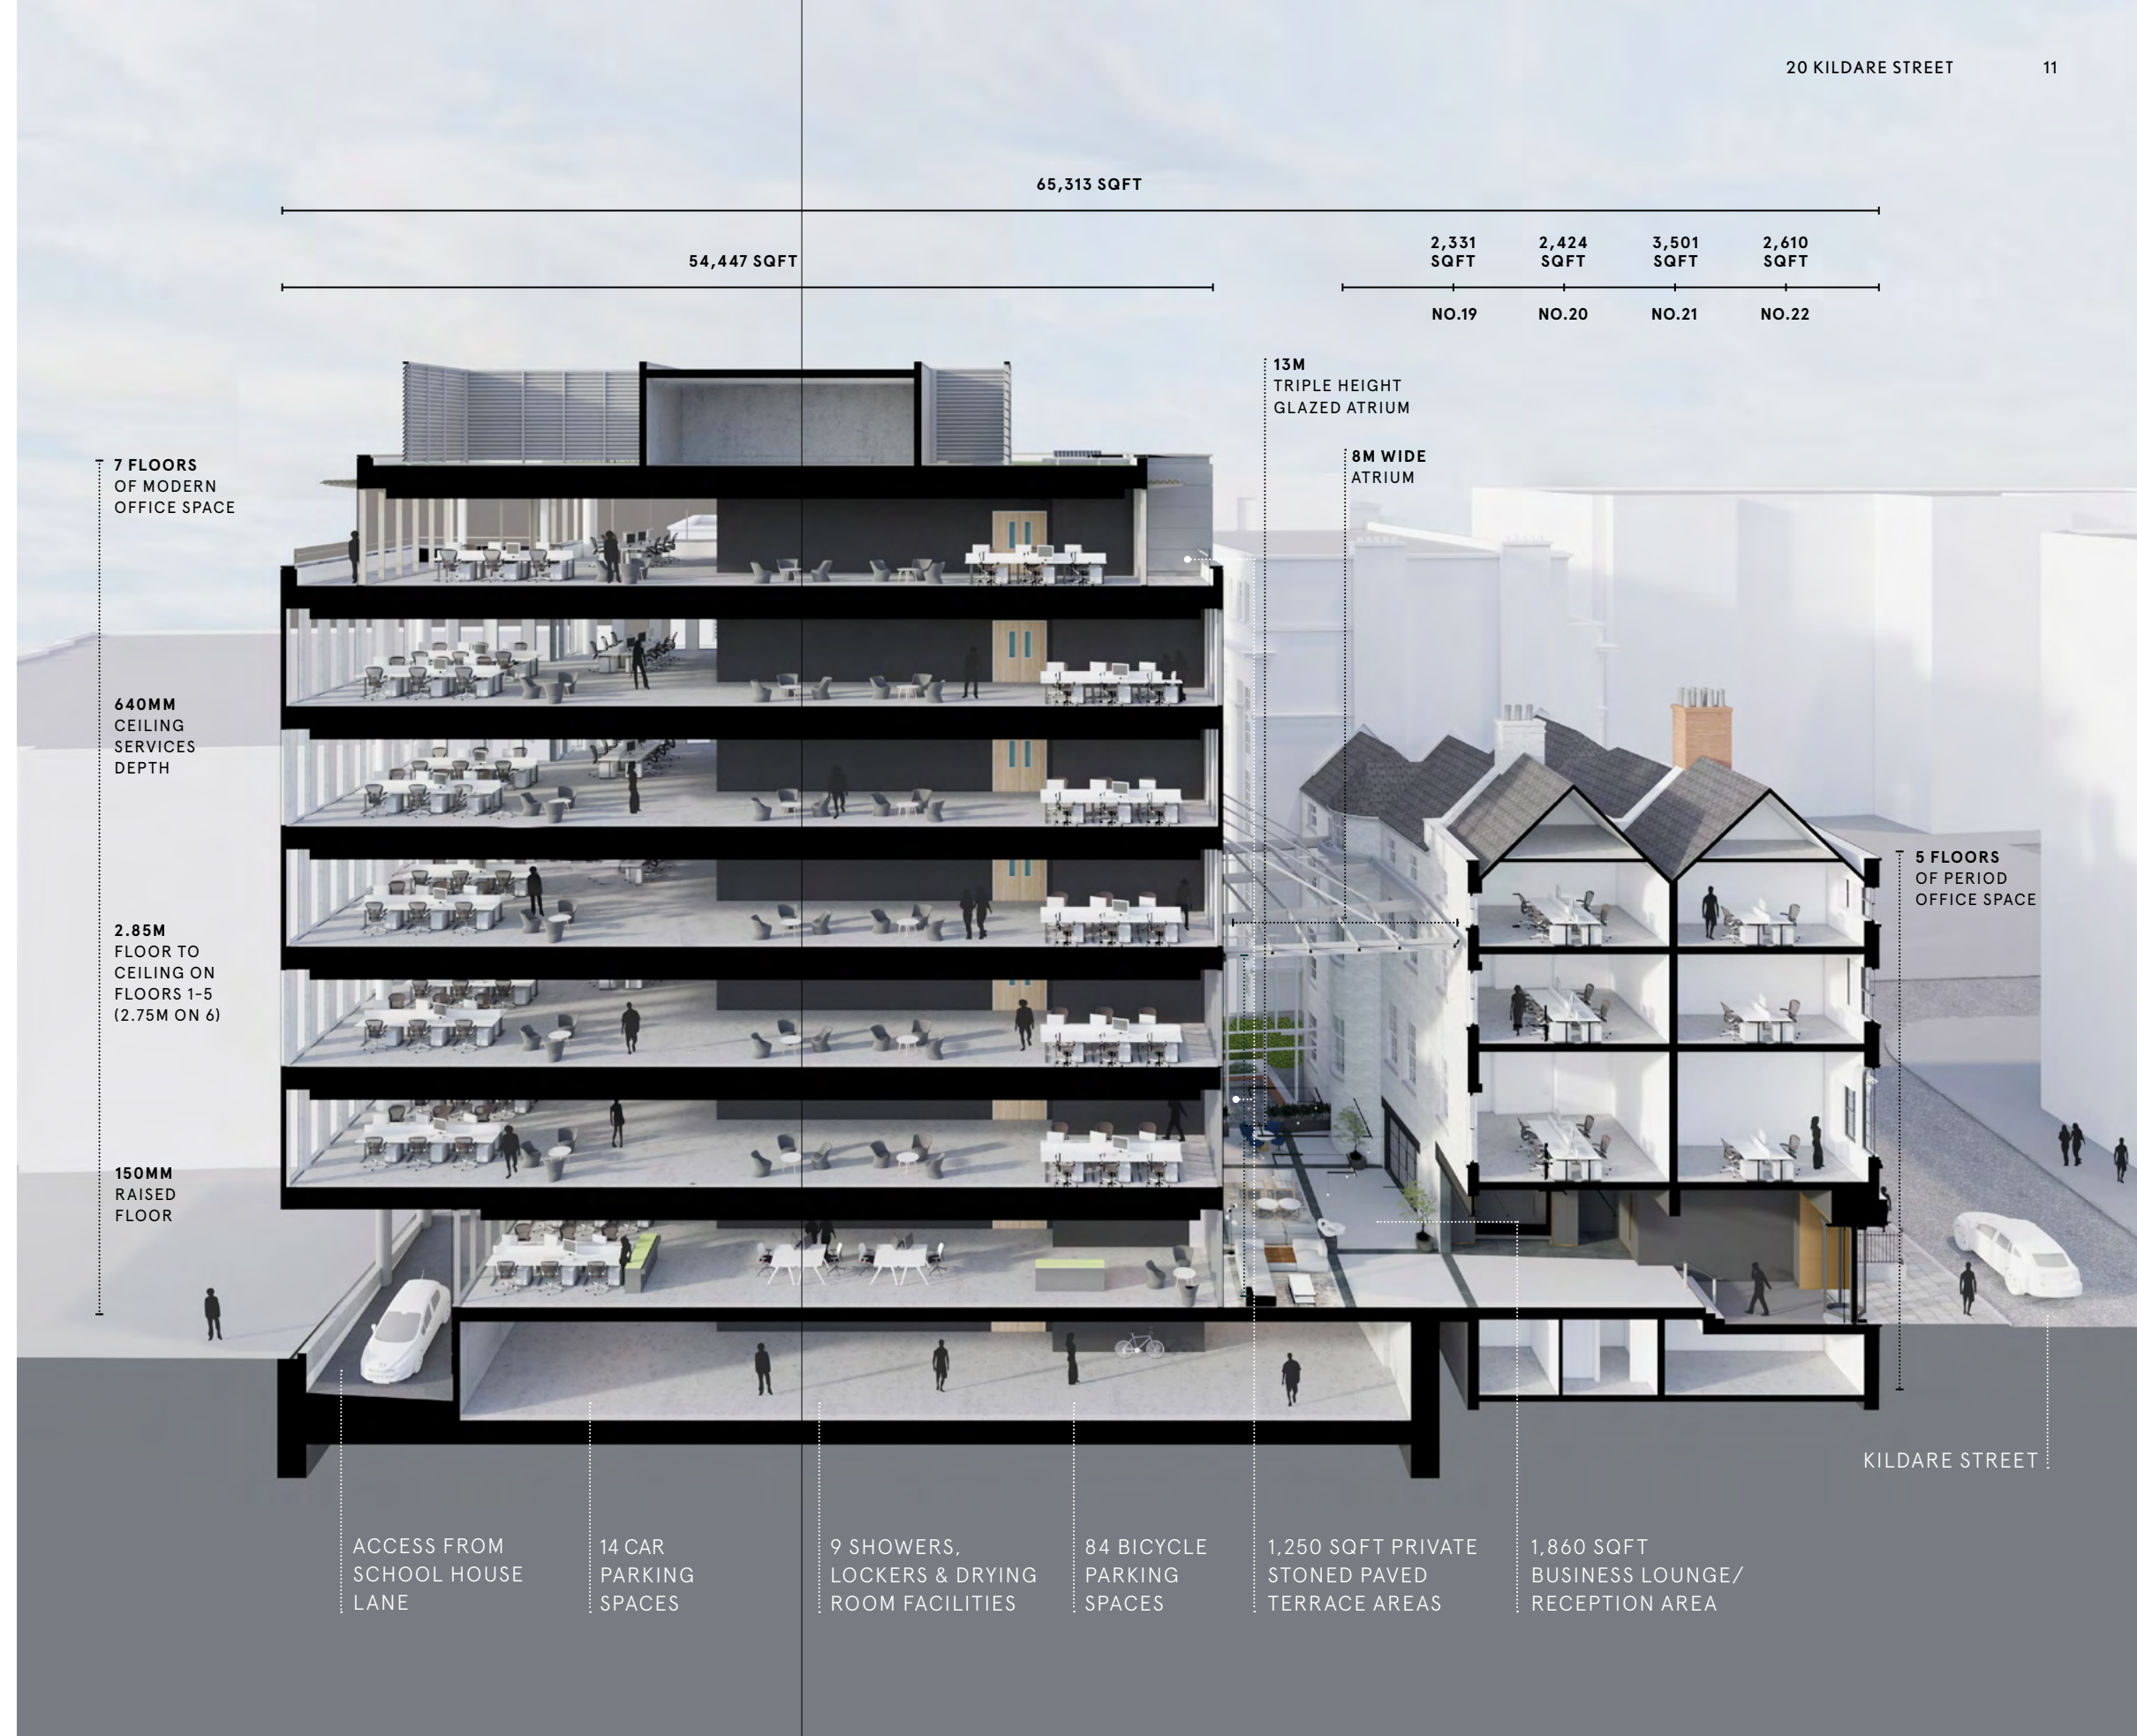 20 KILDARE STREET 11
65,313 SQFT
54,447 SQFT
2,331
SQFT
2,424
SQFT
3,501
SQFT
2,610
SQFT
NO.19
NO.20
NO.21
NO.22
13M
TRIPLE HEIGHT
GLAZED ATRIUM
8M WIDE
ATRIUM
7 FLOORS
OF MODERN
OFFICE SPACE
640MM
CEILING
SERVICES
DEPTH
2.85M
FLOOR TO
CEILING ON
FLOORS 1-5
(2.75M ON 6)
150MM
RAISED
FLOOR
5 FLOORS
OF PERIOD
OFFICE SPACE
KILDARE STREET
ACCESS FROM
SCHOOL HOUSE
LANE
14 CAR
PARKING
SPACES
9 SHOWERS,
LOCKERS & DRYING
ROOM FACILITIES
84 BICYCLE
PARKING
SPACES
1,250 SQFT PRIVATE
STONED PAVED
TERRACE AREAS
1,860 SQFT
BUSINESS LOUNGE/
RECEPTION AREA